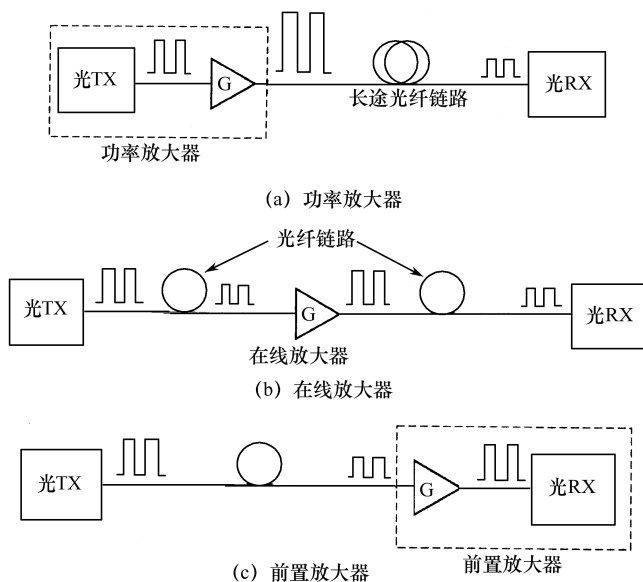 光TX
G
光RX
长途光纤链路
功率放大器
(a) 功率放大器
光纤链路
光TX
G
光RX
在线放大器
(b) 在线放大器
光TX
G
光RX
前置放大器
(c) 前置放大器